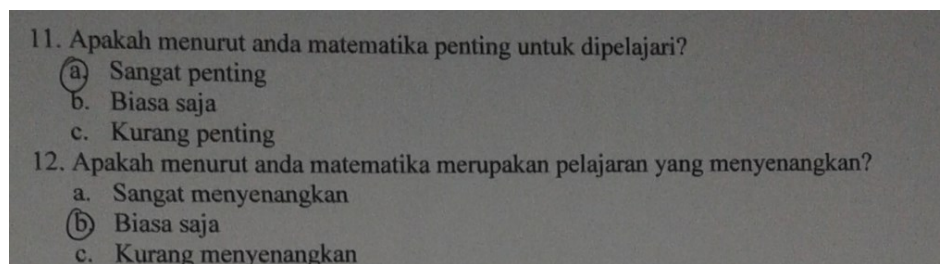 11. Apakah menurut anda matematika penting untuk dipelajari?
a. Sangat penting
b. Biasa saja
c. Kurang penting
12. Apakah menurut anda matematika merupakan pelajaran yang menyenangkan?
a. Sangat menyenangkan
b. Biasa saja
c. Kurang menyenangkan